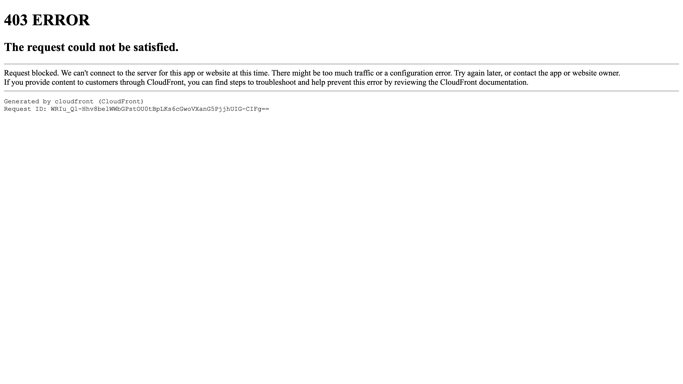 403 ERROR
The request could not be satisfied.
Request blocked. We can't connect to the server for this app or website at this time. There might be too much traffic or a configuration error. Try again later, or contact the app or website owner.
If you provide content to customers through CloudFront, you can find steps to troubleshoot and help prevent this error by reviewing the CloudFront documentation.
Generated by cloudfront (CloudFront)
Request ID: